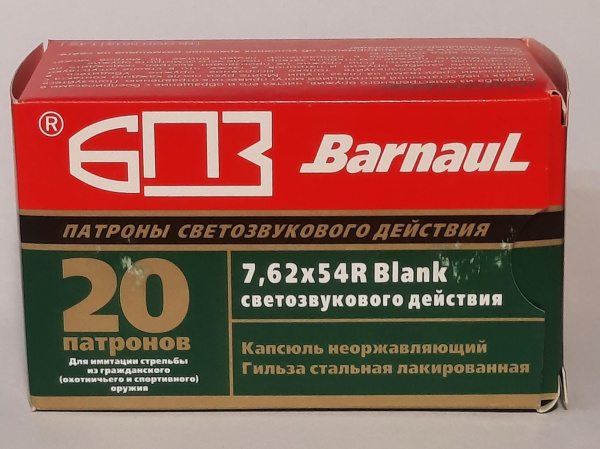 ® БПЗ BarnauL
ПАТРОНЫ СВЕТОЗВУКОВОГО ДЕЙСТВИЯ
20
патронов
Для имитации стрельбы
из гражданского
(охотничьего и спортивного)
оружия
7,62x54R Blank
светозвукового действия
Капсюль неоржавляющий
Гильза стальная лакированная